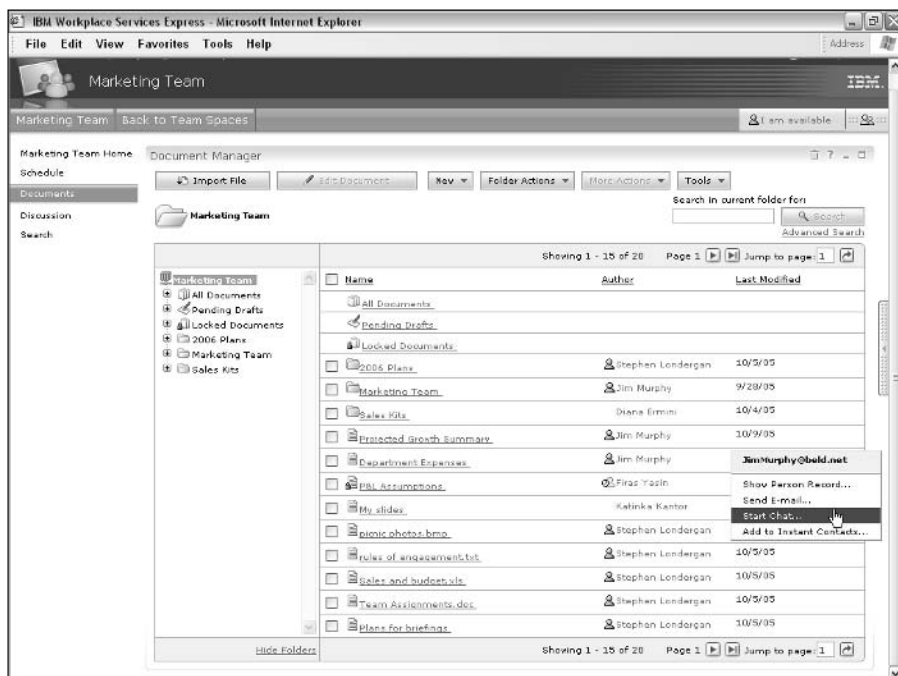 IBM Workplace Services Express - Microsoft Internet Explorer
File Edit View Favorites Tools Help Address
Marketing Team IBM.
Marketing Team Back to Team Spaces I am available
Marketing Team Home
Schedule
Documents
Discussion
Search
Document Manager
Import File Edit Document New Folder Actions More Actions Tools
Search in current folder for:
Marketing Team Search
Advanced Search
Showing 1 - 15 of 20 Page 1 Jump to page: 1
Marketing Team
All Documents
Pending Drafts
Locked Documents
2006 Plans
Marketing Team
Sales Kits
Name Author Last Modified
All Documents
Pending Drafts
Locked Documents
2006 Plans Stephen Londergan 10/5/05
Marketing Team Jim Murphy 9/28/05
Sales Kits Diana Ermini 10/4/05
Projected Growth Summary Jim Murphy 10/9/05
Department Expenses Jim Murphy
P&L Assumptions Firas Yasin
My slides Katinka Kantor
picnic photos.bmp Stephen Londergan
rules of engagement.txt Stephen Londergan 10/5/05
Sales and budget.xls Stephen Londergan 10/5/05
Team Assignments.doc Stephen Londergan 10/5/05
Plans for briefings Stephen Londergan 10/5/05
JimMurphy@beld.net
Show Person Record...
Send E-mail...
Start Chat...
Add to Instant Contacts...
Hide Folders Showing 1 - 15 of 20 Page 1 Jump to page: 1